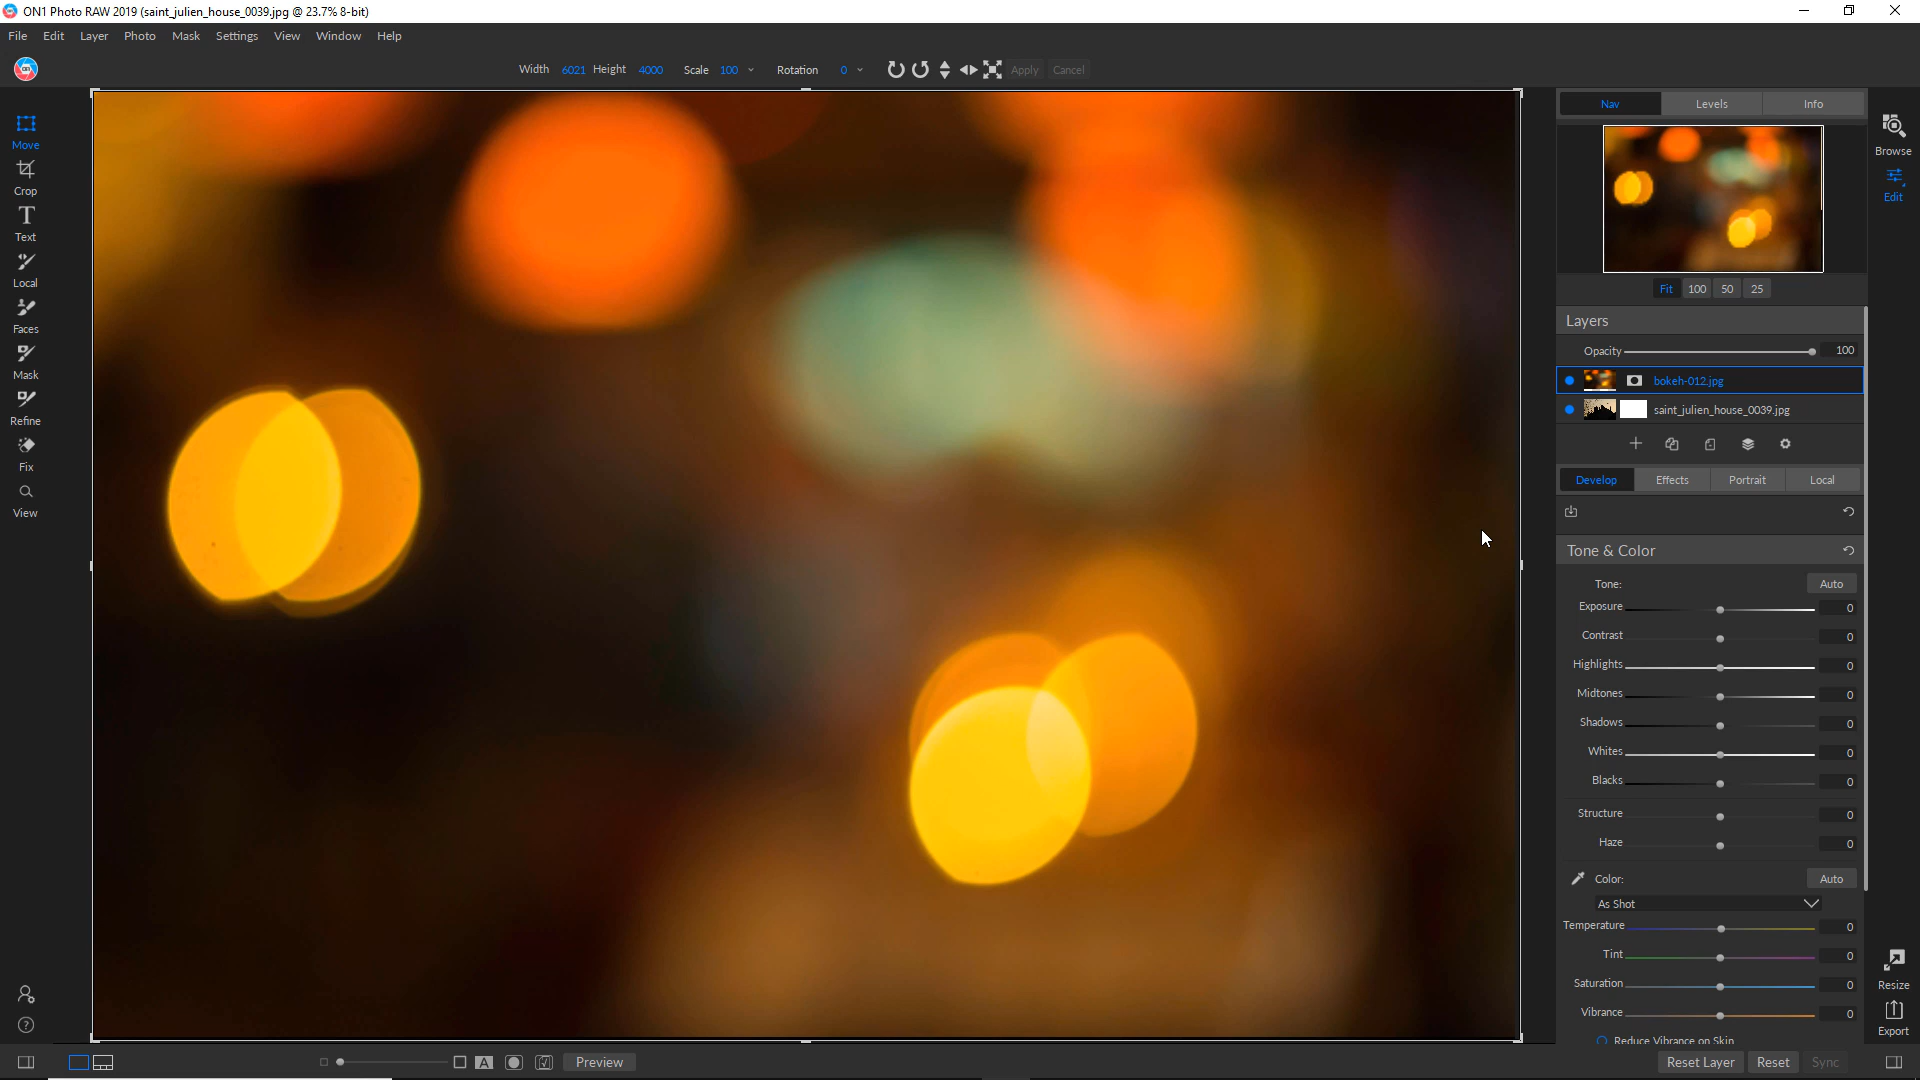 ON1 Photo RAW 2019 (saint_julien_house_0039.jpg @ 23.7% 8-bit)
File Edit Layer Photo Mask Settings View Window Help
Width 6021 Height 4000 Scale 100 Rotation 0 Apply Cancel
Move
Crop
Text
Local
Faces
Mask
Refine
Fix
View
Nav Levels Info
Browse
Edit
Fit 100 50 25
Layers
Opacity 100
bokeh-012.jpg
saint_julien_house_0039.jpg
Develop Effects Portrait Local
Tone & Color
Tone: Auto
Exposure 0
Contrast 0
Highlights 0
Midtones 0
Shadows 0
Whites 0
Blacks 0
Structure 0
Haze 0
Color: Auto
As Shot
Temperature 0
Tint 0
Saturation 0
Vibrance 0
Reduce Vibrance on Skin
Resize
Export
A Preview
Reset Layer Reset Sync